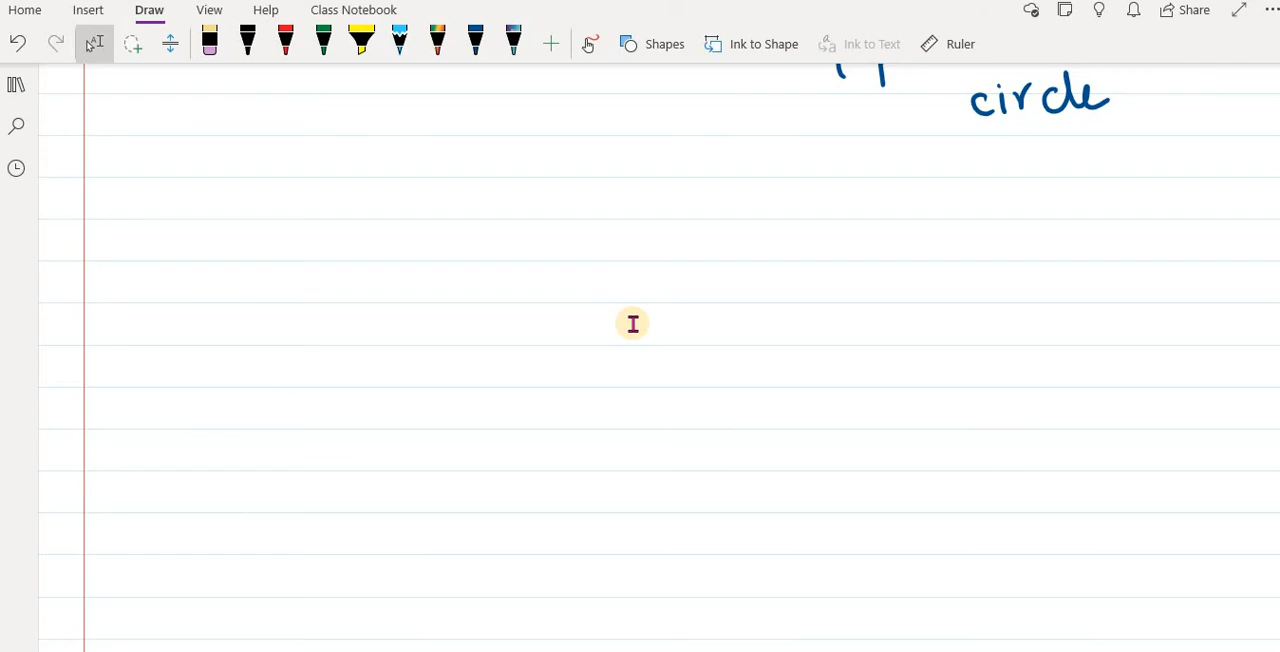 Home Insert Draw View Help Class Notebook Share
Shapes Ink to Shape Ink to Text Ruler
circle